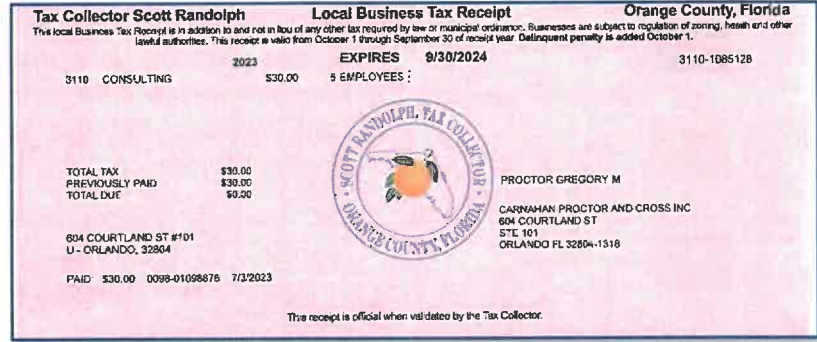 Tax Collector Scott Randolph Local Business Tax Receipt Orange County, Florida
This local Business Tax Receipt is in addition to and not in lieu of any other tax required by law or municipal ordinance. Businesses are subject to regulation of zoning, health and other
lawful authorities. This receipt is valid from October 1 through September 30 of receipt year. Delinquent penalty is added October 1.
2023 EXPIRES 9/30/2024 3110-1085128
3110 CONSULTING $30.00 5 EMPLOYEES
SCOTT RANDOLPH, TAX COLLECTOR
ORANGE COUNTY, FLORIDA
TOTAL TAX $30.00
PREVIOUSLY PAID $30.00
TOTAL DUE $0.00
PROCTOR GREGORY M
CARNAHAN PROCTOR AND CROSS INC
604 COURTLAND ST
STE 101
ORLANDO FL 32804-1318
604 COURTLAND ST #101
U - ORLANDO, 32804
PAID: $30.00 0098-01098876 7/3/2023
This receipt is official when validated by the Tax Collector.